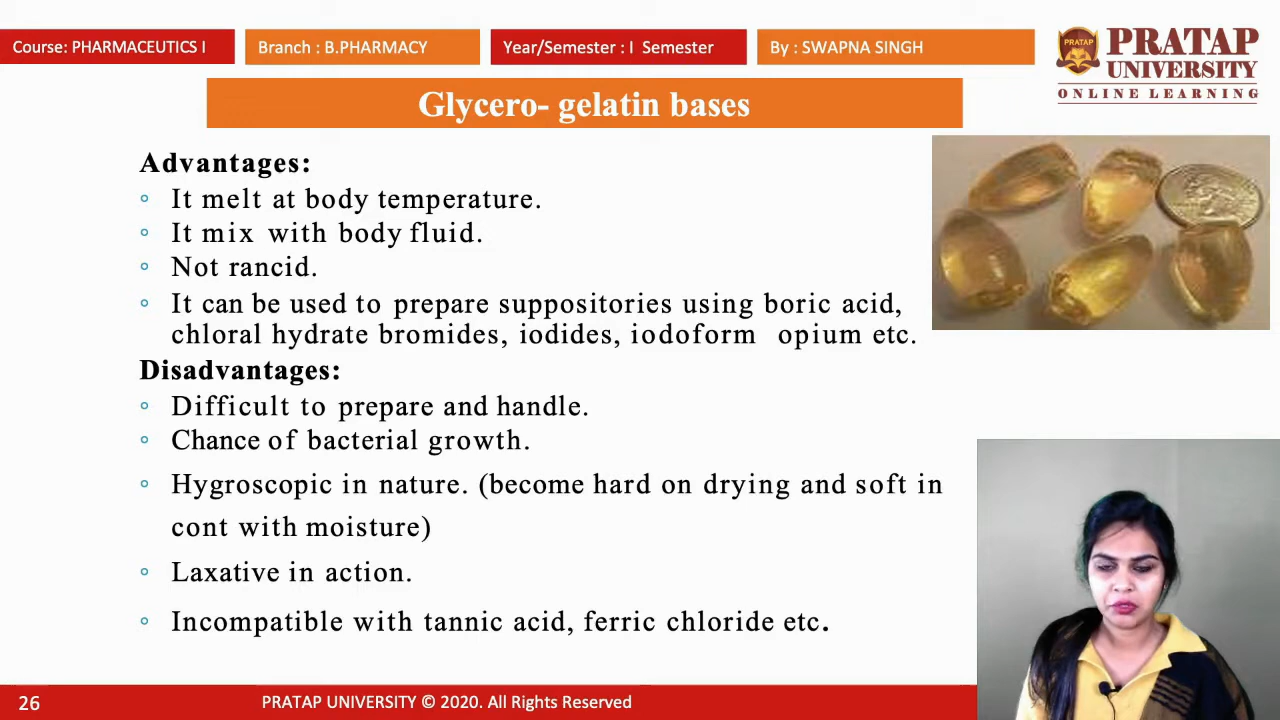 Course: PHARMACEUTICS I
Branch : B.PHARMACY
Year/Semester : I Semester
By : SWAPNA SINGH
PRATAP
PRATAP
UNIVERSITY
ONLINE LEARNING
Glycero- gelatin bases
Advantages:
◦ It melt at body temperature.
◦ It mix with body fluid.
◦ Not rancid.
◦ It can be used to prepare suppositories using boric acid,
chloral hydrate bromides, iodides, iodoform opium etc.
Disadvantages:
◦ Difficult to prepare and handle.
◦ Chance of bacterial growth.
◦ Hygroscopic in nature. (become hard on drying and soft in
cont with moisture)
◦ Laxative in action.
◦ Incompatible with tannic acid, ferric chloride etc.
26
PRATAP UNIVERSITY © 2020. All Rights Reserved